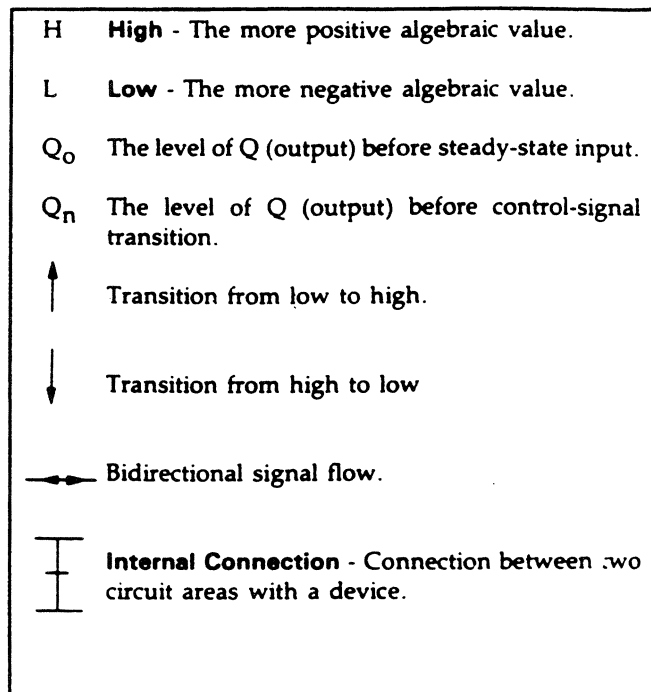 H High - The more positive algebraic value.
L Low - The more negative algebraic value.
Qo The level of Q (output) before steady-state input.
Qn The level of Q (output) before control-signal
transition.
Transition from low to high.
Transition from high to low
Bidirectional signal flow.
Internal Connection - Connection between two
circuit areas with a device.